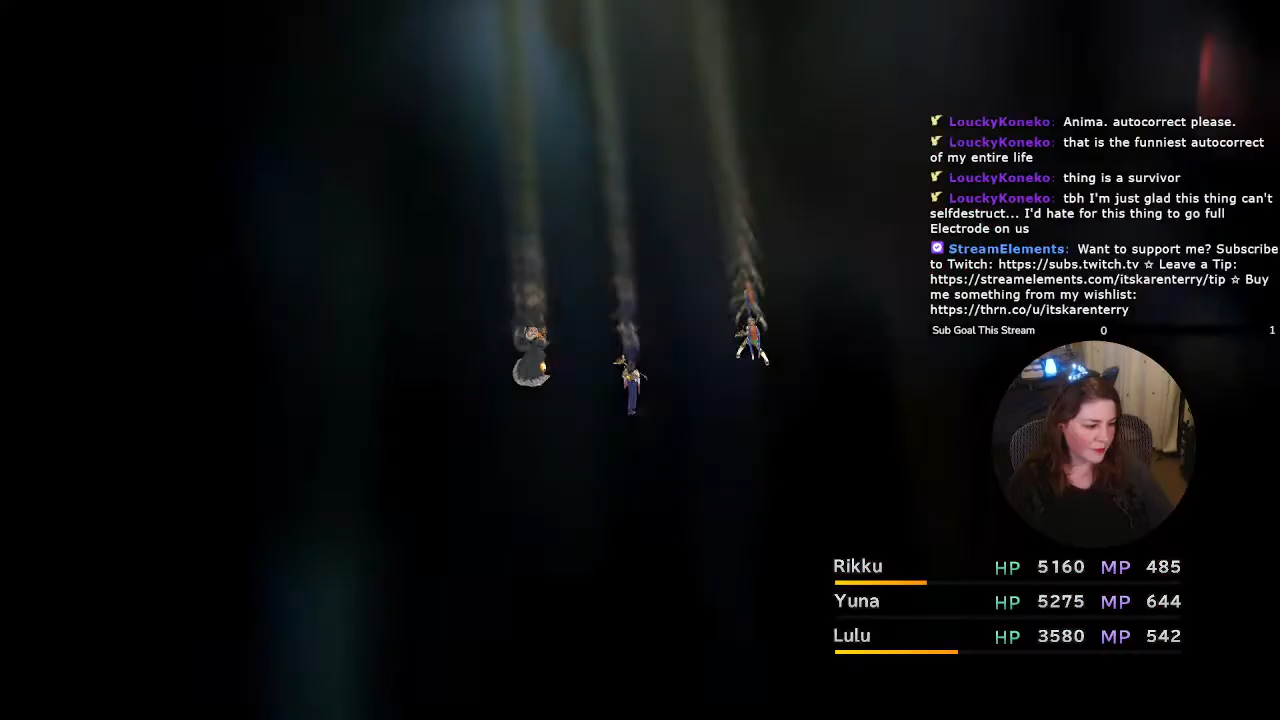 LouckyKoneko: Anima. autocorrect please.
LouckyKoneko: that is the funniest autocorrect
of my entire life
LouckyKoneko: thing is a survivor
LouckyKoneko: tbh I'm just glad this thing can't
selfdestruct... I'd hate for this thing to go full
Electrode on us
StreamElements: Want to support me? Subscribe
to Twitch: https://subs.twitch.tv ☆ Leave a Tip:
https://streamelements.com/itskarenterry/tip ☆ Buy
me something from my wishlist:
https://thrn.co/u/itskarenterry
Sub Goal This Stream 0 1
Rikku HP 5160 MP 485
Yuna HP 5275 MP 644
Lulu HP 3580 MP 542